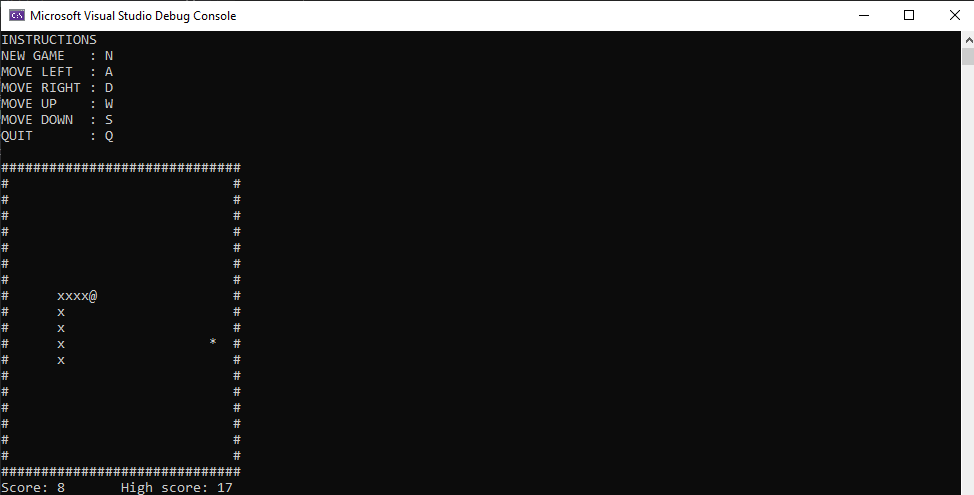 Microsoft Visual Studio Debug Console
INSTRUCTIONS
NEW GAME   : N
MOVE LEFT  : A
MOVE RIGHT : D
MOVE UP    : W
MOVE DOWN  : S
QUIT       : Q

##############################
#                            #
#                            #
#                            #
#                            #
#                            #
#                            #
#                            #
#      xxxx@                 #
#      x                     #
#      x                     #
#      x                  *  #
#      x                     #
#                            #
#                            #
#                            #
#                            #
#                            #
#                            #
##############################
Score: 8       High score: 17